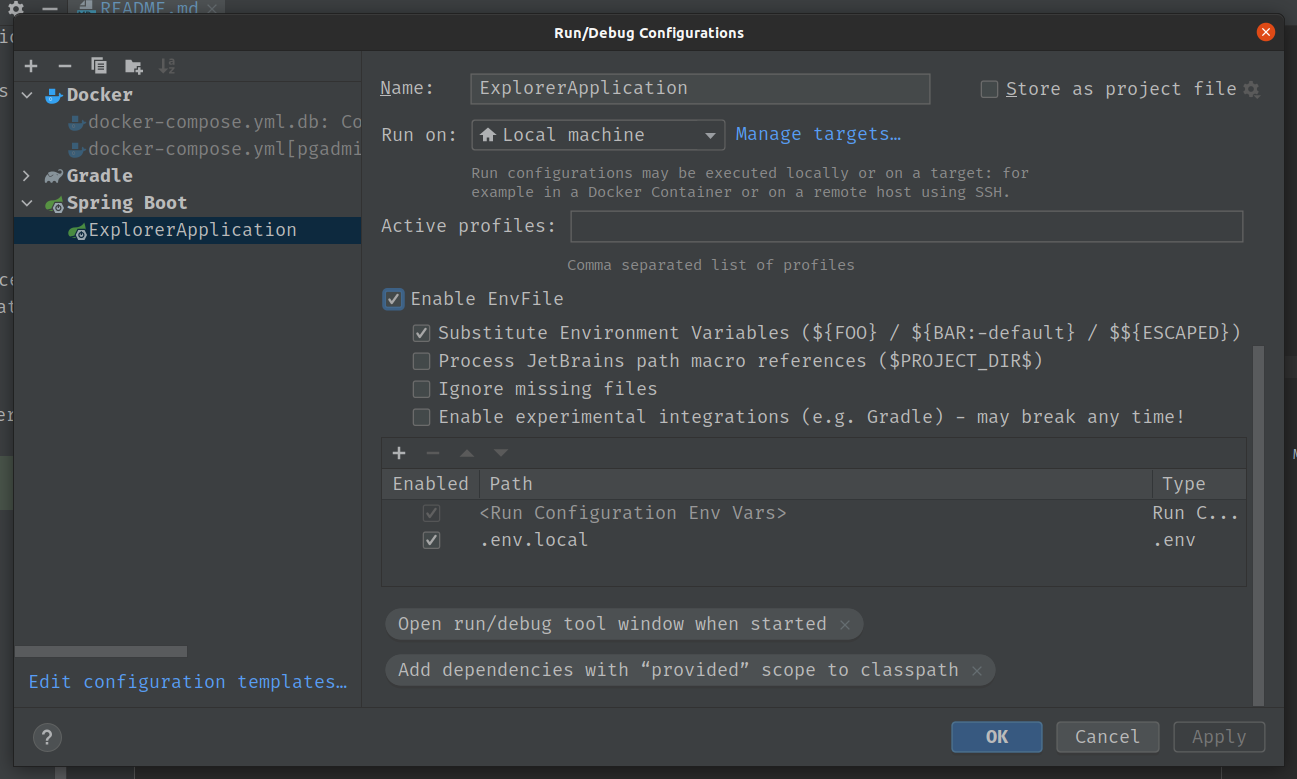 README.md
Run/Debug Configurations
Docker
docker-compose.yml.db: Co
docker-compose.yml[pgadmi
Gradle
Spring Boot
ExplorerApplication
Edit configuration templates…
Name: ExplorerApplication Store as project file
Run on: Local machine Manage targets…
Run configurations may be executed locally or on a target: for
example in a Docker Container or on a remote host using SSH.
Active profiles:
Comma separated list of profiles
Enable EnvFile
Substitute Environment Variables (${FOO} / ${BAR:-default} / $${ESCAPED})
Process JetBrains path macro references ($PROJECT_DIR$)
Ignore missing files
Enable experimental integrations (e.g. Gradle) - may break any time!
Enabled Path Type
<Run Configuration Env Vars> Run C...
.env.local .env
Open run/debug tool window when started
Add dependencies with “provided” scope to classpath
? OK Cancel Apply